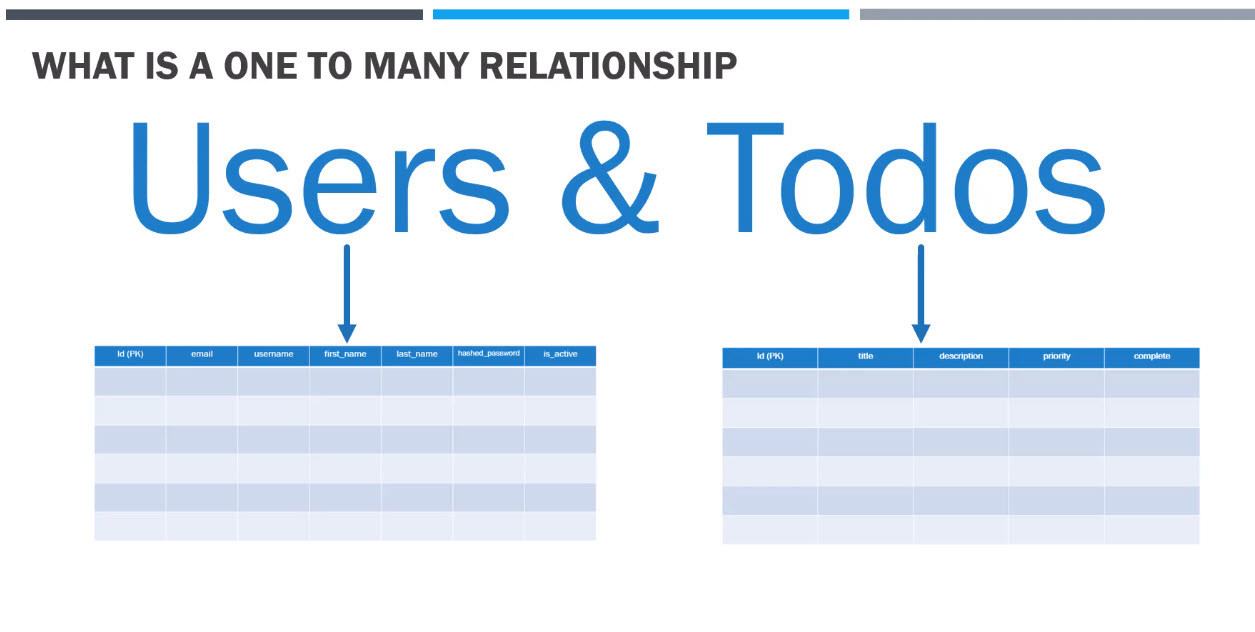 WHAT IS A ONE TO MANY RELATIONSHIP
Users & Todos
Id (PK) email username first_name last_name hashed_password is_active
Id (PK) title description priority complete